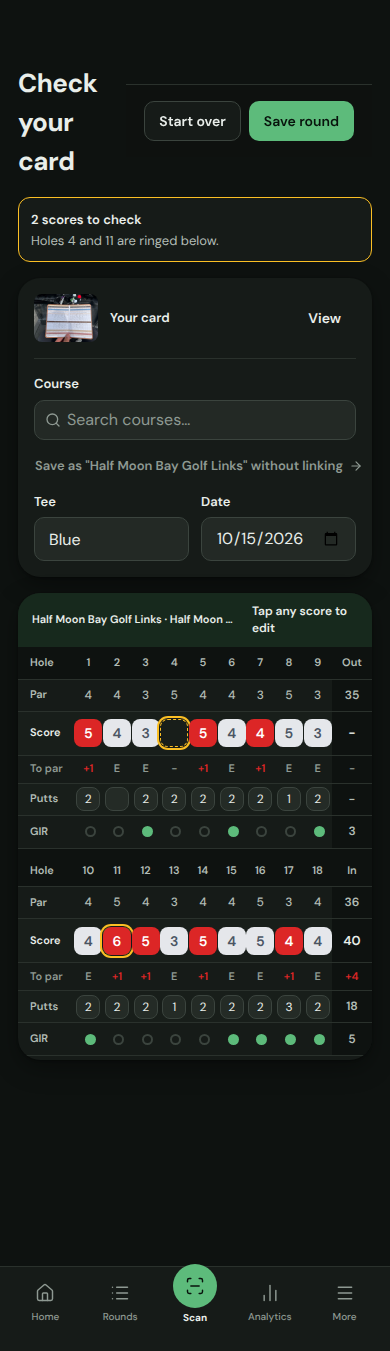 Check
your
card
Start over
Save round
2 scores to check
Holes 4 and 11 are ringed below.
Your card
View
Course
Search courses...
Save as "Half Moon Bay Golf Links" without linking →
Tee
Date
Blue
10/15/2026
Half Moon Bay Golf Links · Half Moon ...
Tap any score to
edit
Hole 1 2 3 4 5 6 7 8 9 Out
Par 4 4 3 5 4 4 3 5 3 35
Score 5 4 3 5 4 4 5 3 -
To par +1 E E - +1 E +1 E E -
Putts 2 2 2 2 2 2 1 2 -
GIR 3
Hole 10 11 12 13 14 15 16 17 18 In
Par 4 5 4 3 4 4 5 3 4 36
Score 4 6 5 3 5 4 5 4 4 40
To par E +1 +1 E +1 E E +1 E +4
Putts 2 2 2 1 2 2 2 3 2 18
GIR 5
Home
Rounds
Scan
Analytics
More